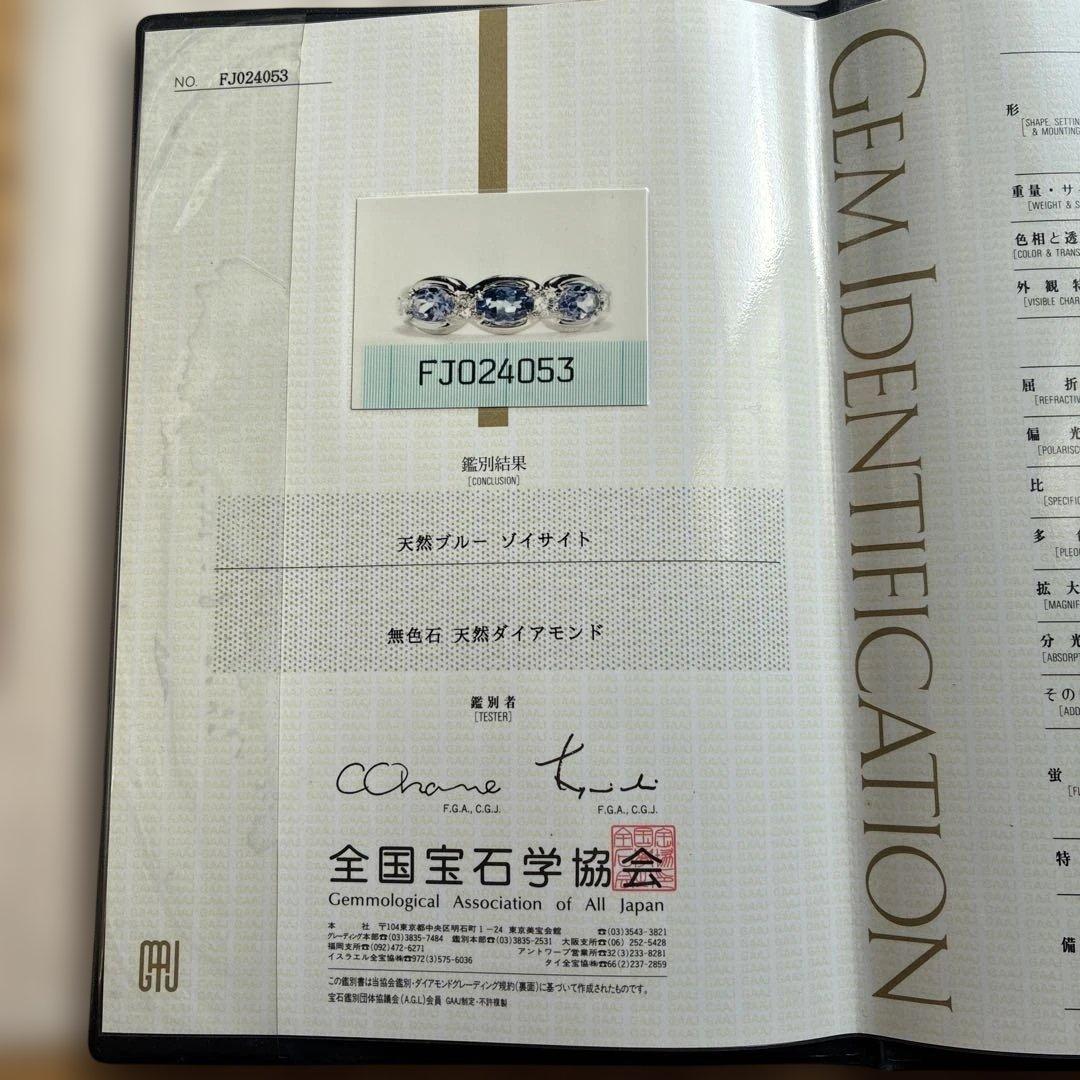 NO. FJ024053
FJ024053
鑑別結果
[CONCLUSION]
天然ブルー ゾイサイト
無色石 天然ダイアモンド
鑑別者
[TESTER]
F.G.A., C.G.J.
F.G.A., C.G.J.
全国宝石学協会
Gemmological Association of All Japan
本 社 〒104東京都中央区明石町1-24 東京美宝会館 ☎(03)3543-3821
グレーディング本部☎(03)3835-7484 鑑別本部☎(03)3835-2531 大阪支所☎(06) 252-5428
福岡支所☎(092)472-6271 アントワープ営業所☎32(3)233-8281
イスラエル全宝協㈱☎972(3)575-6036 タイ全宝協㈱☎66(2)237-2859
この鑑別書は当協会鑑別・ダイアモンドグレーディング規約(裏面)に基づいて作成されたものです。
宝石鑑別団体協議会(A.G.L)会員 GAAJ制定・不許複製
GAAJ
GEM IDENTIFICATION
形
[SHAPE, SETTIN
& MOUNTING
重量・サ
[WEIGHT & S
色相と透
[COLOR & TRANS
外 観 特
[VISIBLE CHAR
屈 折
[REFRACTIV
偏 光
[POLARISC
比
[SPECIFIC
多
[PLEO
拡 大
[MAGNIF
分 光
[ABSORPT
その
[ADD
蛍
[FL
特
備